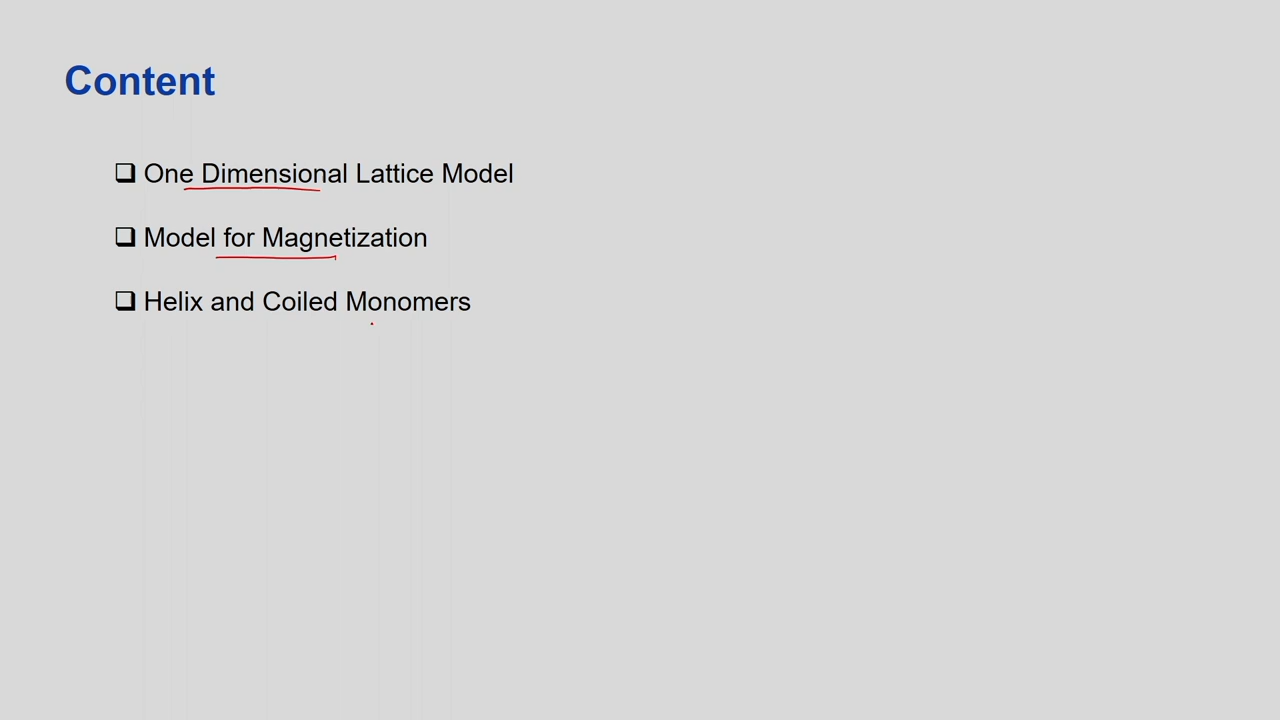 Content
❑ One Dimensional Lattice Model
❑ Model for Magnetization
❑ Helix and Coiled Monomers